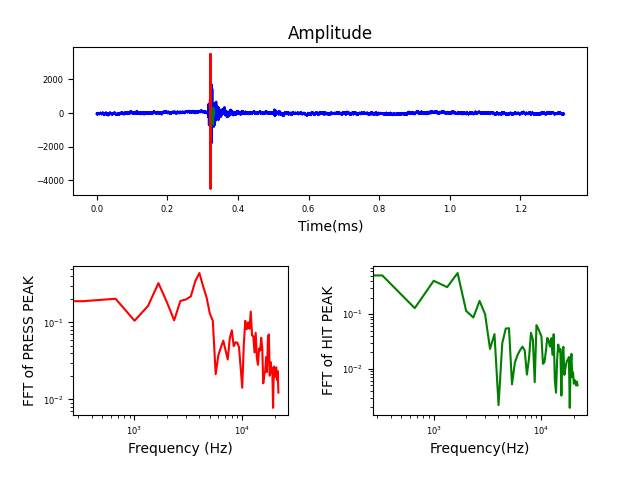 Amplitude
2000
0
−2000
−4000
0.0 0.2 0.4 0.6 0.8 1.0 1.2
Time(ms)
FFT of PRESS PEAK
10⁻¹
10⁻²
10³ 10⁴
Frequency (Hz)
FFT of HIT PEAK
10⁻¹
10⁻²
10³ 10⁴
Frequency(Hz)